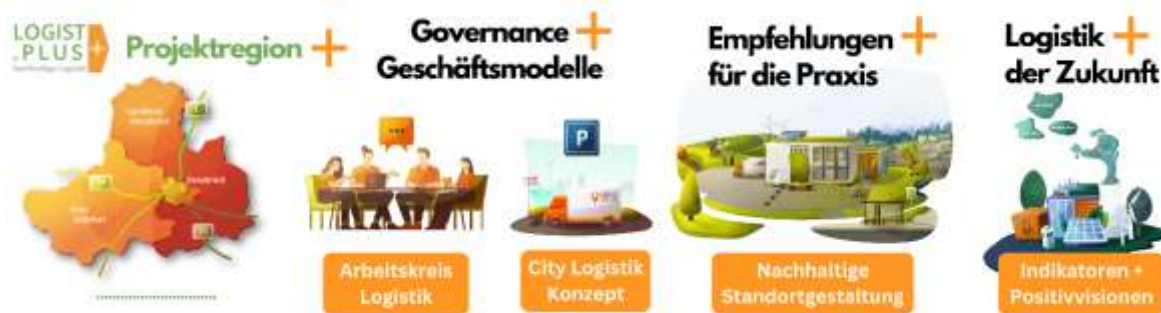 LOGIST
.PLUS
Projektregion +
Governance +
Geschäftsmodelle
Empfehlungen +
für die Praxis
Logistik +
der Zukunft
P
Arbeitskreis
Logistik
City Logistik
Konzept
Nachhaltige
Standortgestaltung
Indikatoren +
Positivvisionen